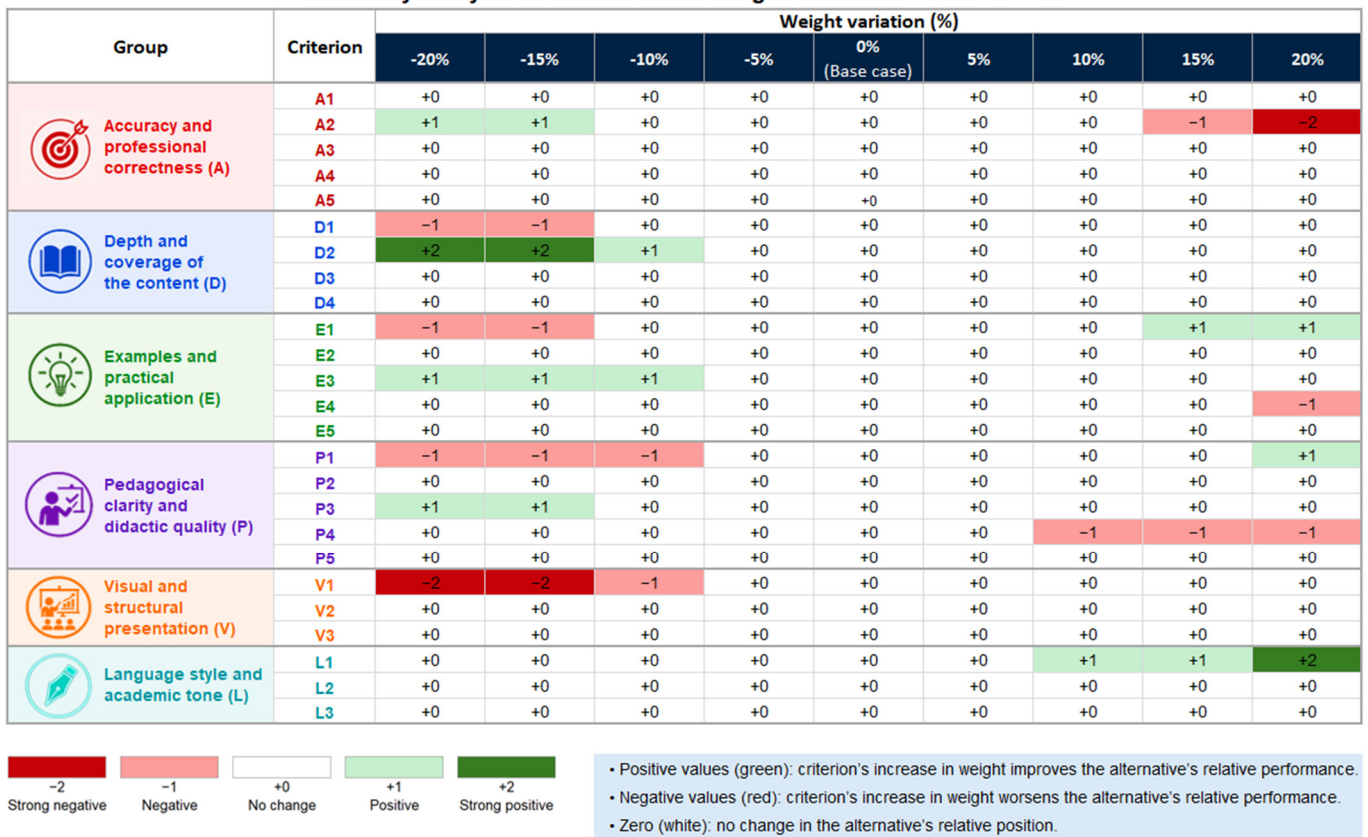 Weight variation (%)
Group Criterion -20% -15% -10% -5% 0% (Base case) 5% 10% 15% 20%
Accuracy and professional correctness (A)
A1 +0 +0 +0 +0 +0 +0 +0 +0 +0
A2 +1 +1 +0 +0 +0 +0 +0 −1 −2
A3 +0 +0 +0 +0 +0 +0 +0 +0 +0
A4 +0 +0 +0 +0 +0 +0 +0 +0 +0
A5 +0 +0 +0 +0 +0 +0 +0 +0 +0
Depth and coverage of the content (D)
D1 −1 −1 +0 +0 +0 +0 +0 +0 +0
D2 +2 +2 +1 +0 +0 +0 +0 +0 +0
D3 +0 +0 +0 +0 +0 +0 +0 +0 +0
D4 +0 +0 +0 +0 +0 +0 +0 +0 +0
Examples and practical application (E)
E1 −1 −1 +0 +0 +0 +0 +0 +1 +1
E2 +0 +0 +0 +0 +0 +0 +0 +0 +0
E3 +1 +1 +1 +0 +0 +0 +0 +0 +0
E4 +0 +0 +0 +0 +0 +0 +0 +0 −1
E5 +0 +0 +0 +0 +0 +0 +0 +0 +0
Pedagogical clarity and didactic quality (P)
P1 −1 −1 −1 +0 +0 +0 +0 +0 +1
P2 +0 +0 +0 +0 +0 +0 +0 +0 +0
P3 +1 +1 +0 +0 +0 +0 +0 +0 +0
P4 +0 +0 +0 +0 +0 +0 −1 −1 −1
P5 +0 +0 +0 +0 +0 +0 +0 +0 +0
Visual and structural presentation (V)
V1 −2 −2 −1 +0 +0 +0 +0 +0 +0
V2 +0 +0 +0 +0 +0 +0 +0 +0 +0
V3 +0 +0 +0 +0 +0 +0 +0 +0 +0
Language style and academic tone (L)
L1 +0 +0 +0 +0 +0 +0 +1 +1 +2
L2 +0 +0 +0 +0 +0 +0 +0 +0 +0
L3 +0 +0 +0 +0 +0 +0 +0 +0 +0
−2 −1 +0 +1 +2
Strong negative Negative No change Positive Strong positive
• Positive values (green): criterion's increase in weight improves the alternative's relative performance.
• Negative values (red): criterion's increase in weight worsens the alternative's relative performance.
• Zero (white): no change in the alternative's relative position.